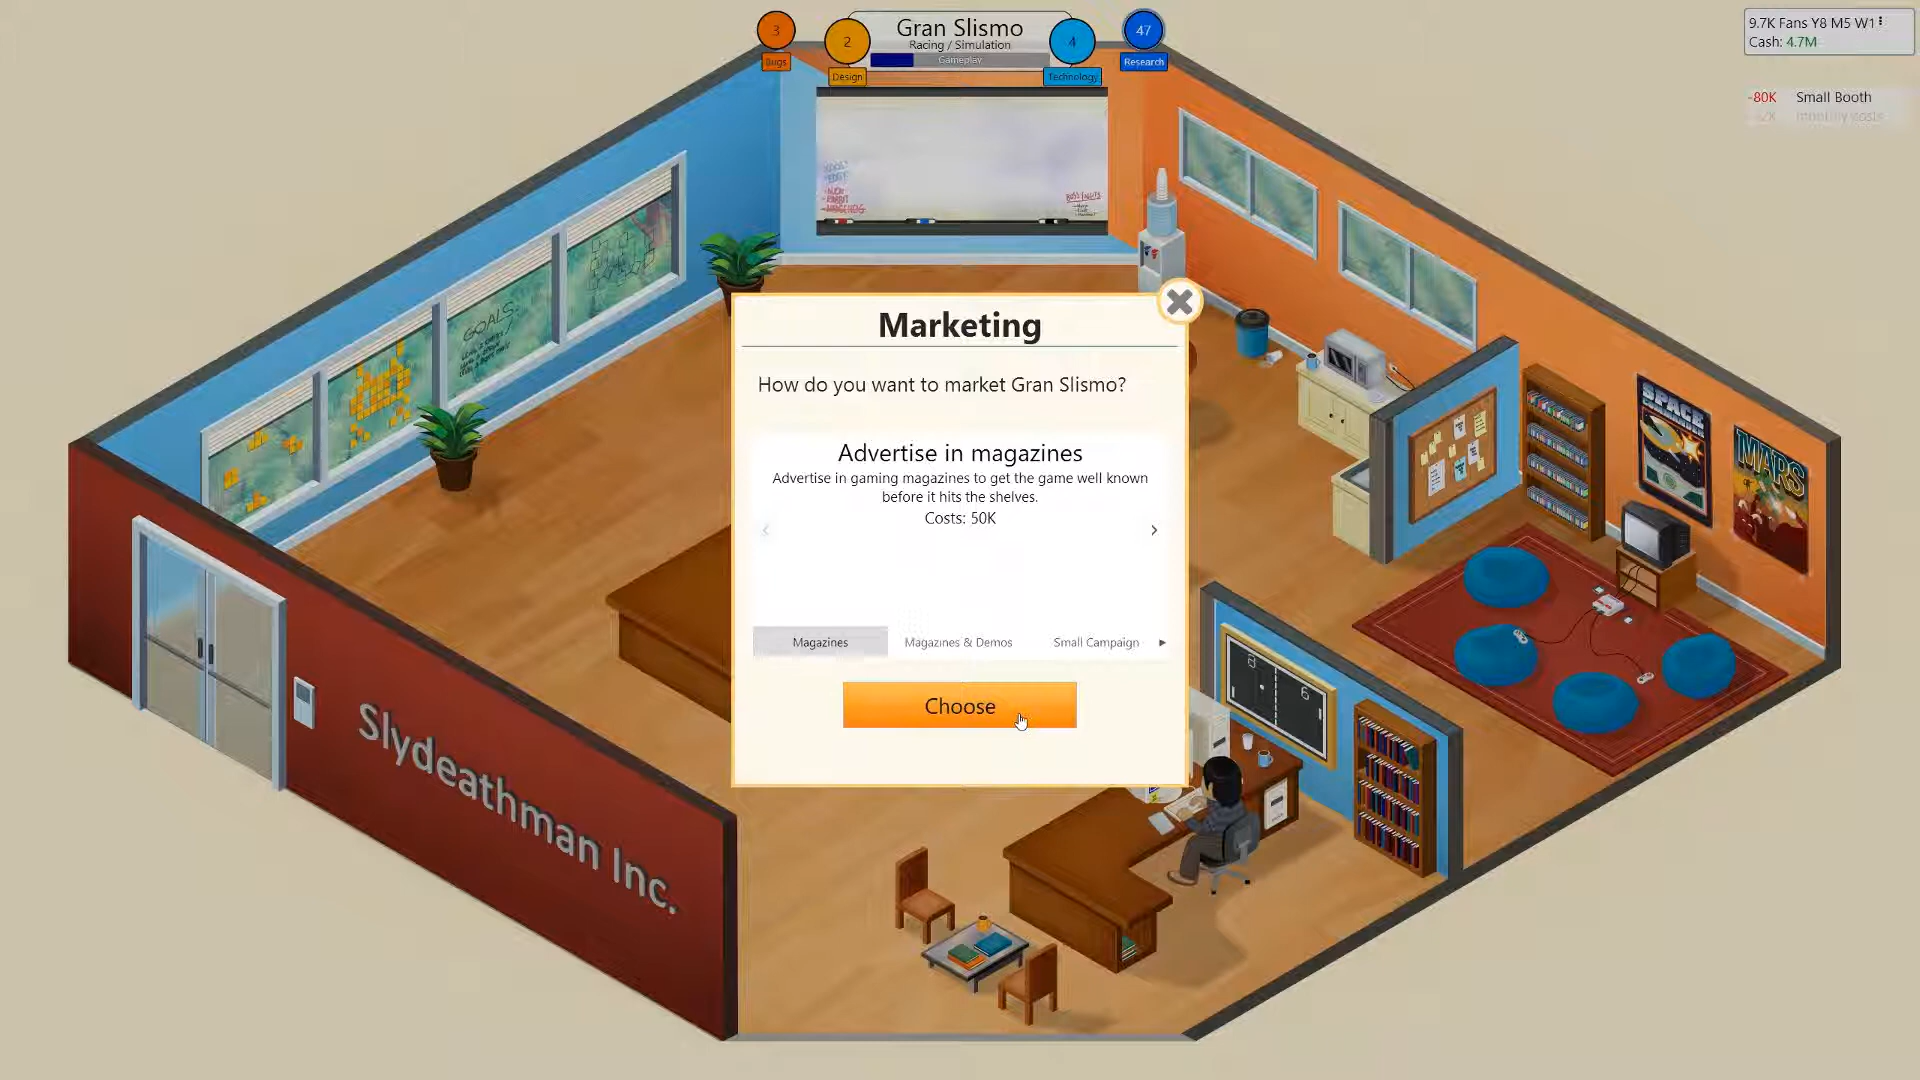 3
Bugs
2
Design
Gran Slismo
Racing / Simulation
Gameplay
4
Technology
47
Research
9.7K Fans Y8 M5 W1
Cash: 4.7M
-80K Small Booth
monthly costs
GOALS:
SPACE
MARS
Marketing
How do you want to market Gran Slismo?
Advertise in magazines
Advertise in gaming magazines to get the game well known
before it hits the shelves.
Costs: 50K
Magazines
Magazines & Demos
Small Campaign
Choose
6
Slydeathman Inc.